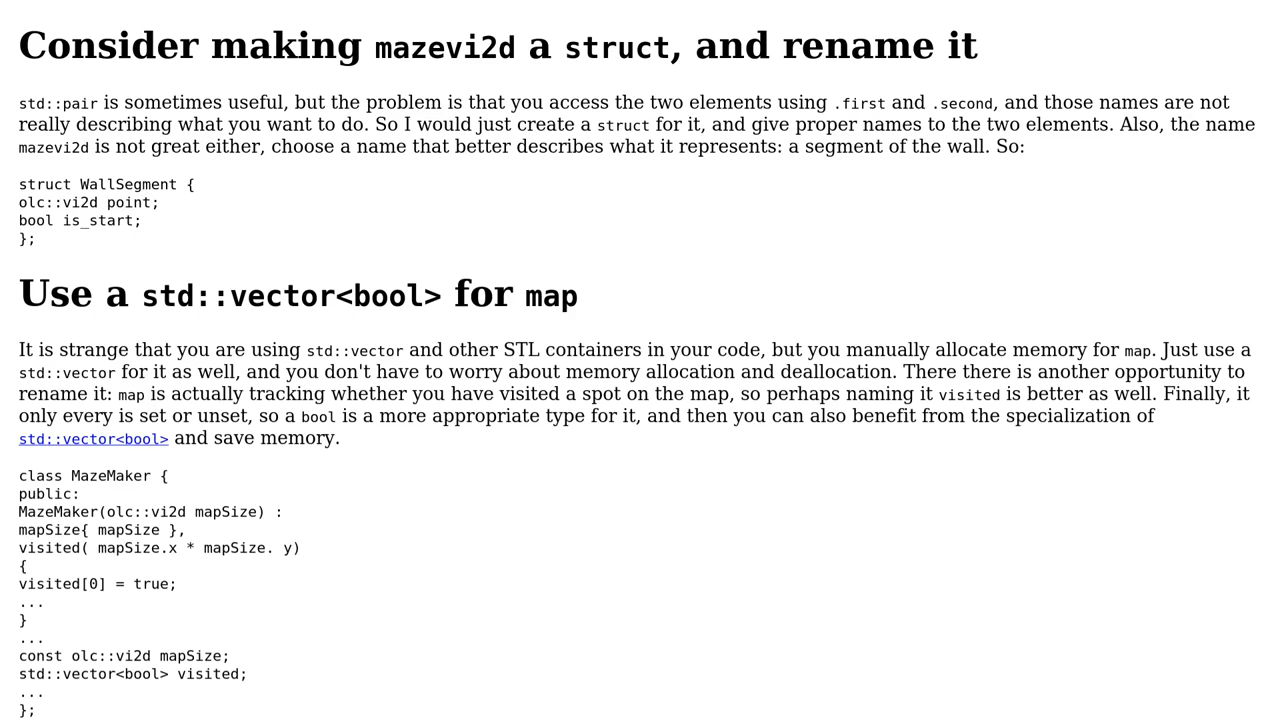 Consider making mazevi2d a struct, and rename it
std::pair is sometimes useful, but the problem is that you access the two elements using .first and .second, and those names are not
really describing what you want to do. So I would just create a struct for it, and give proper names to the two elements. Also, the name
mazevi2d is not great either, choose a name that better describes what it represents: a segment of the wall. So:
struct WallSegment {
olc::vi2d point;
bool is_start;
};
Use a std::vector<bool> for map
It is strange that you are using std::vector and other STL containers in your code, but you manually allocate memory for map. Just use a
std::vector for it as well, and you don't have to worry about memory allocation and deallocation. There there is another opportunity to
rename it: map is actually tracking whether you have visited a spot on the map, so perhaps naming it visited is better as well. Finally, it
only every is set or unset, so a bool is a more appropriate type for it, and then you can also benefit from the specialization of
std::vector<bool> and save memory.
class MazeMaker {
public:
MazeMaker(olc::vi2d mapSize) :
mapSize{ mapSize },
visited( mapSize.x * mapSize. y)
{
visited[0] = true;
...
}
...
const olc::vi2d mapSize;
std::vector<bool> visited;
...
};